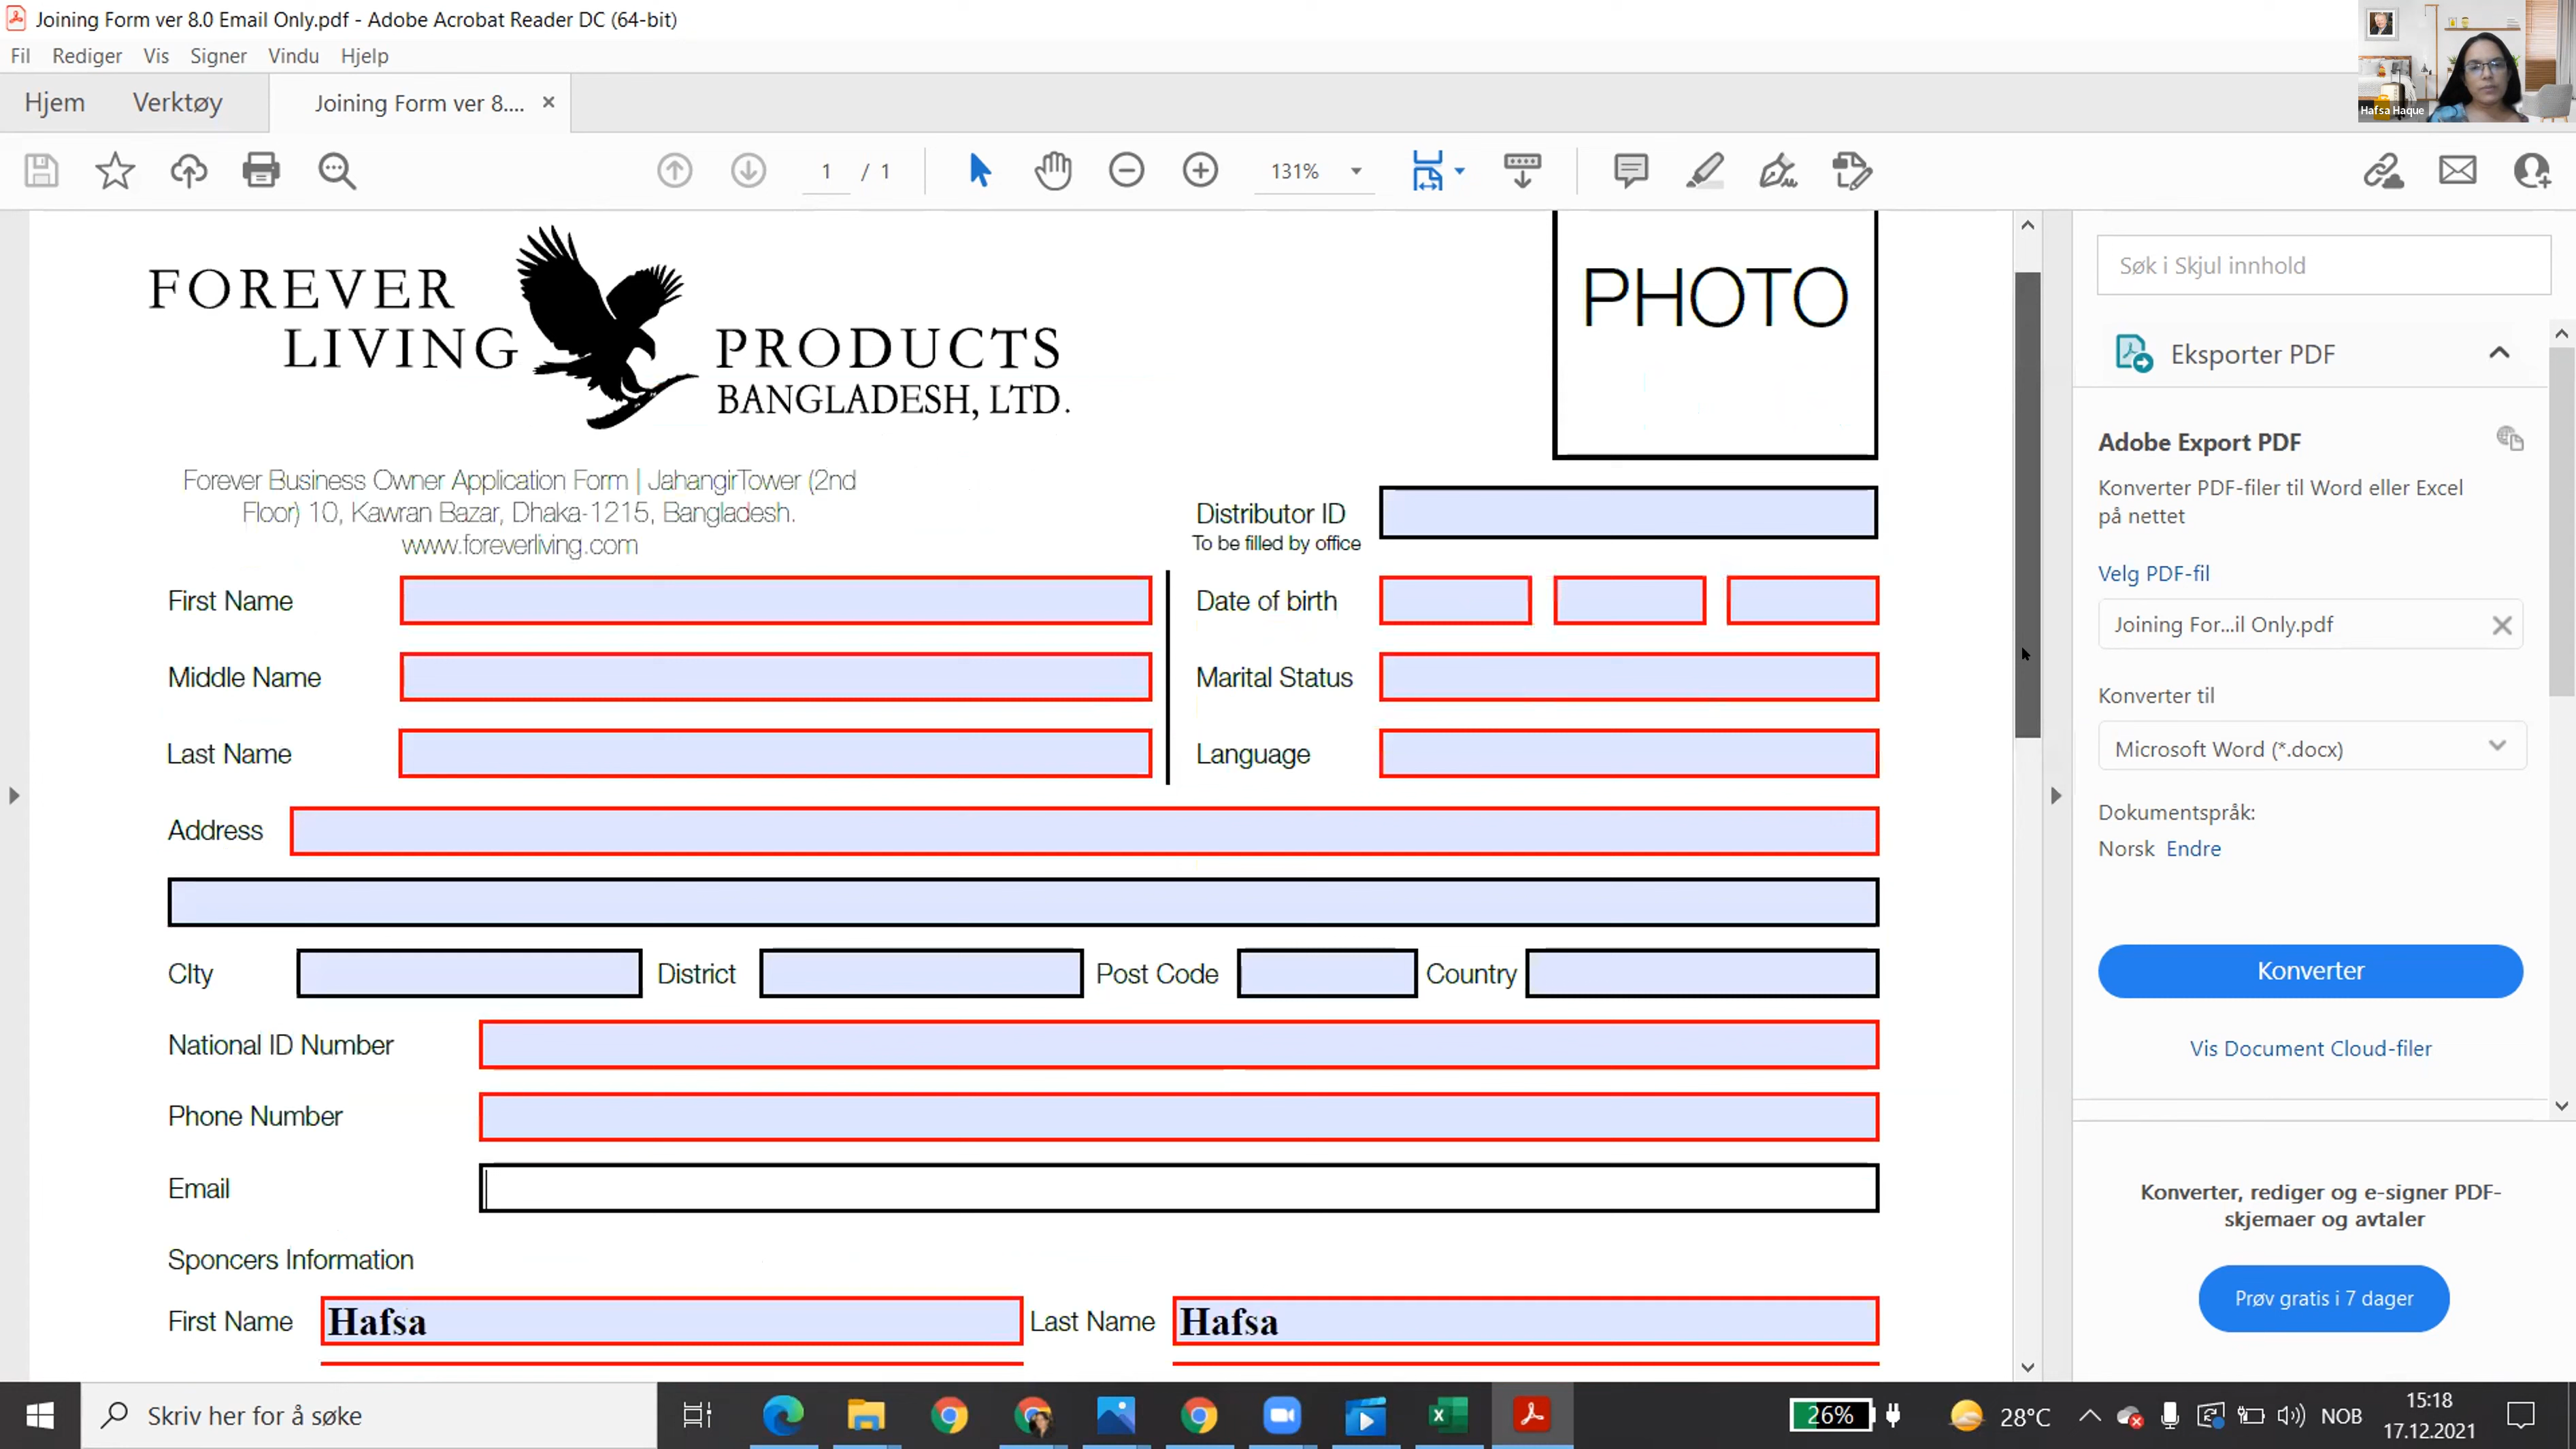 Joining Form ver 8.0 Email Only.pdf - Adobe Acrobat Reader DC (64-bit)
Fil Rediger Vis Signer Vindu Hjelp
Hjem Verktøy Joining Form ver 8....
1 / 1 131%
Hafsa Haque
FOREVER
LIVING PRODUCTS
BANGLADESH, LTD.
PHOTO
Forever Business Owner Application Form | JahangirTower (2nd
Floor) 10, Kawran Bazar, Dhaka-1215, Bangladesh.
www.foreverliving.com
Distributor ID
To be filled by office
First Name
Date of birth
Middle Name
Marital Status
Last Name
Language
Address
CIty District Post Code Country
National ID Number
Phone Number
Email
Sponcers Information
First Name Hafsa Last Name Hafsa
Søk i Skjul innhold
Eksporter PDF
Adobe Export PDF
Konverter PDF-filer til Word eller Excel
på nettet
Velg PDF-fil
Joining For...il Only.pdf
Konverter til
Microsoft Word (*.docx)
Dokumentspråk:
Norsk Endre
Konverter
Vis Document Cloud-filer
Konverter, rediger og e-signer PDF-
skjemaer og avtaler
Prøv gratis i 7 dager
Skriv her for å søke
26%
28°C
NOB
15:18
17.12.2021